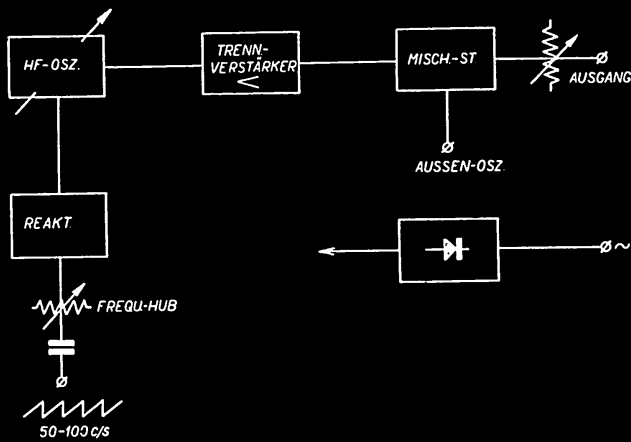 HF-OSZ.
TRENN-
VERSTÄRKER
MISCH.-ST
AUSGANG
AUSSEN-OSZ.
REAKT.
~
FREQU.-HUB
50-100 c/s